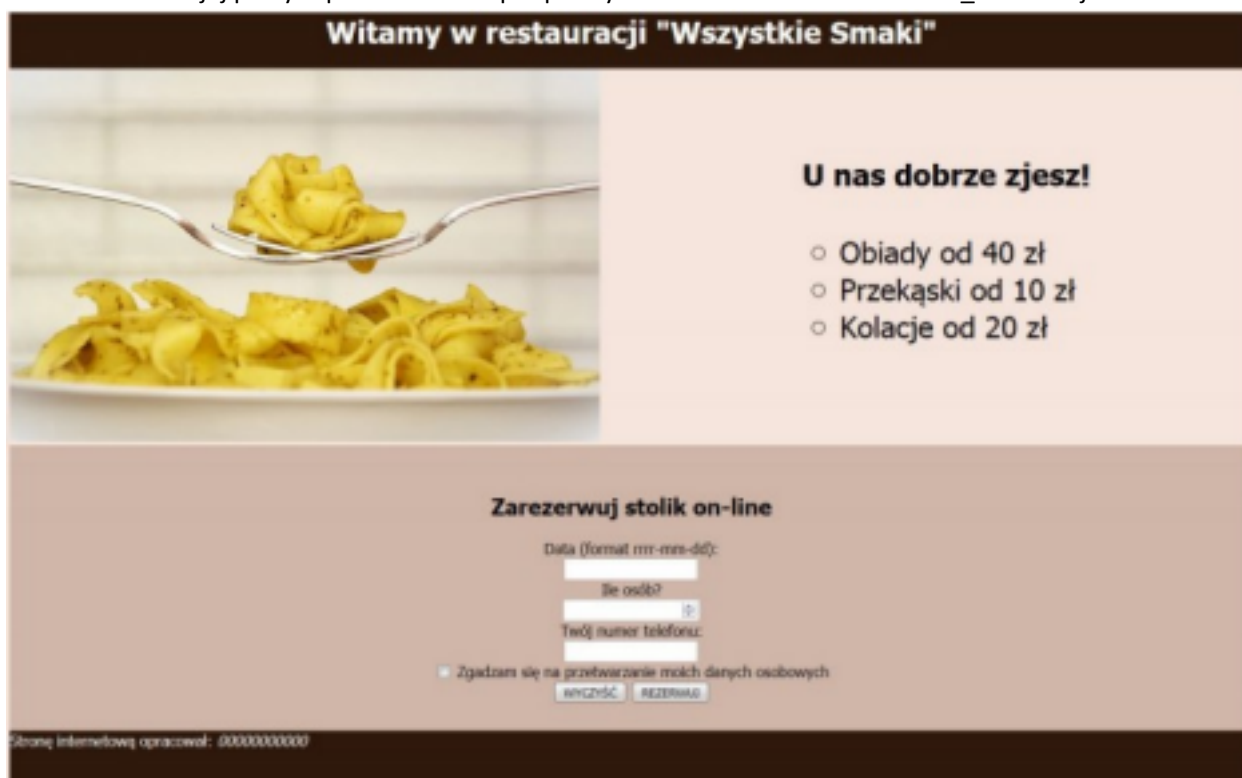 Witamy w restauracji "Wszystkie Smaki"
U nas dobrze zjesz!
Obiady od 40 zł
Przekąski od 10 zł
Kolacje od 20 zł
Zarezerwuj stolik on-line
Data (format rrrr-mm-dd):
Ile osób?
Twój numer telefonu:
Zgadzam się na przetwarzanie moich danych osobowych
WYCZYŚĆ REZERWUJ
Stronę internetową opracował: 00000000000